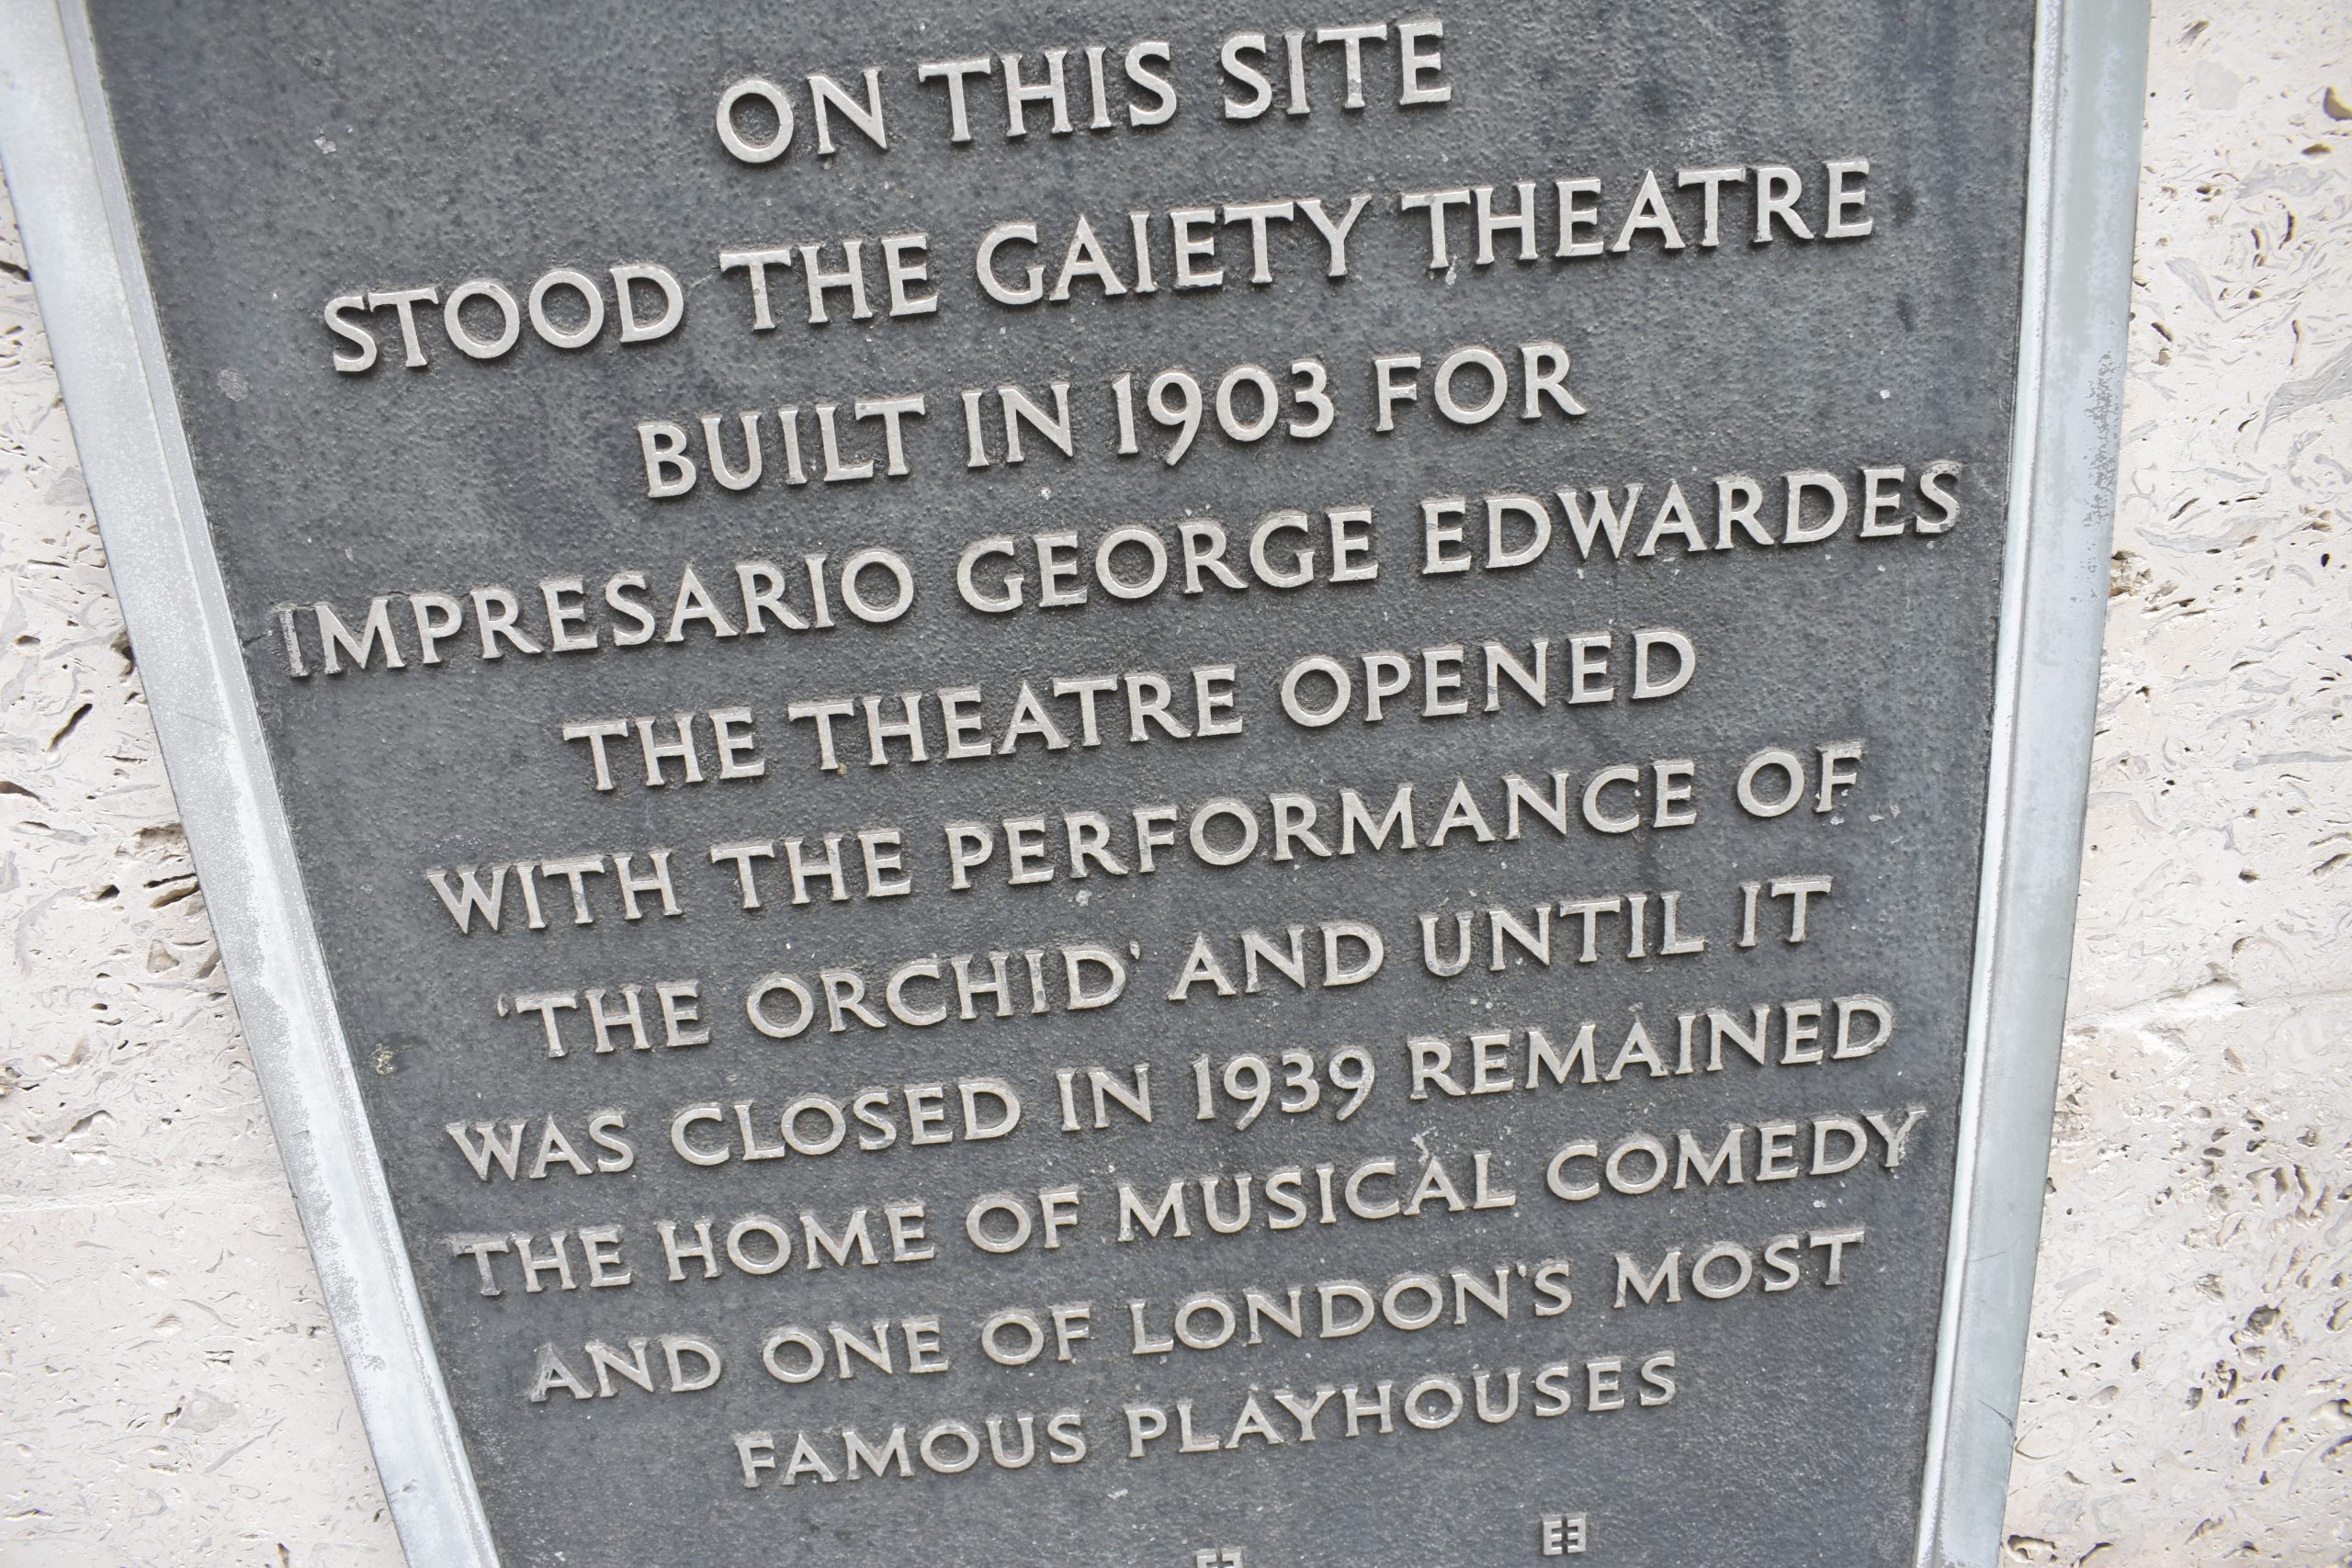 ON THIS SITE
STOOD THE GAIETY THEATRE
BUILT IN 1903 FOR
IMPRESARIO GEORGE EDWARDES
THE THEATRE OPENED
WITH THE PERFORMANCE OF
'THE ORCHID' AND UNTIL IT
WAS CLOSED IN 1939 REMAINED
THE HOME OF MUSICAL COMEDY
AND ONE OF LONDON'S MOST
FAMOUS PLAYHOUSES